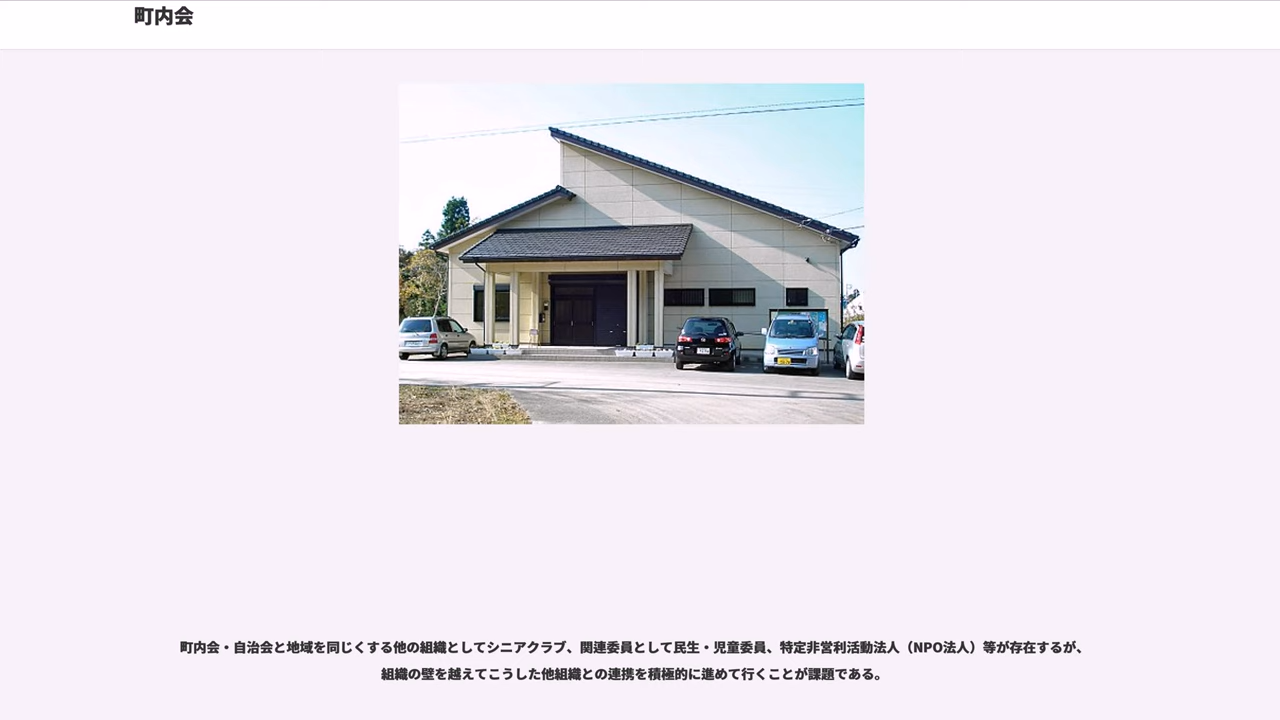 町内会
町内会・自治会と地域を同じくする他の組織としてシニアクラブ、関連委員として民生・児童委員、特定非営利活動法人（NPO法人）等が存在するが、
組織の壁を越えてこうした他組織との連携を積極的に進めて行くことが課題である。